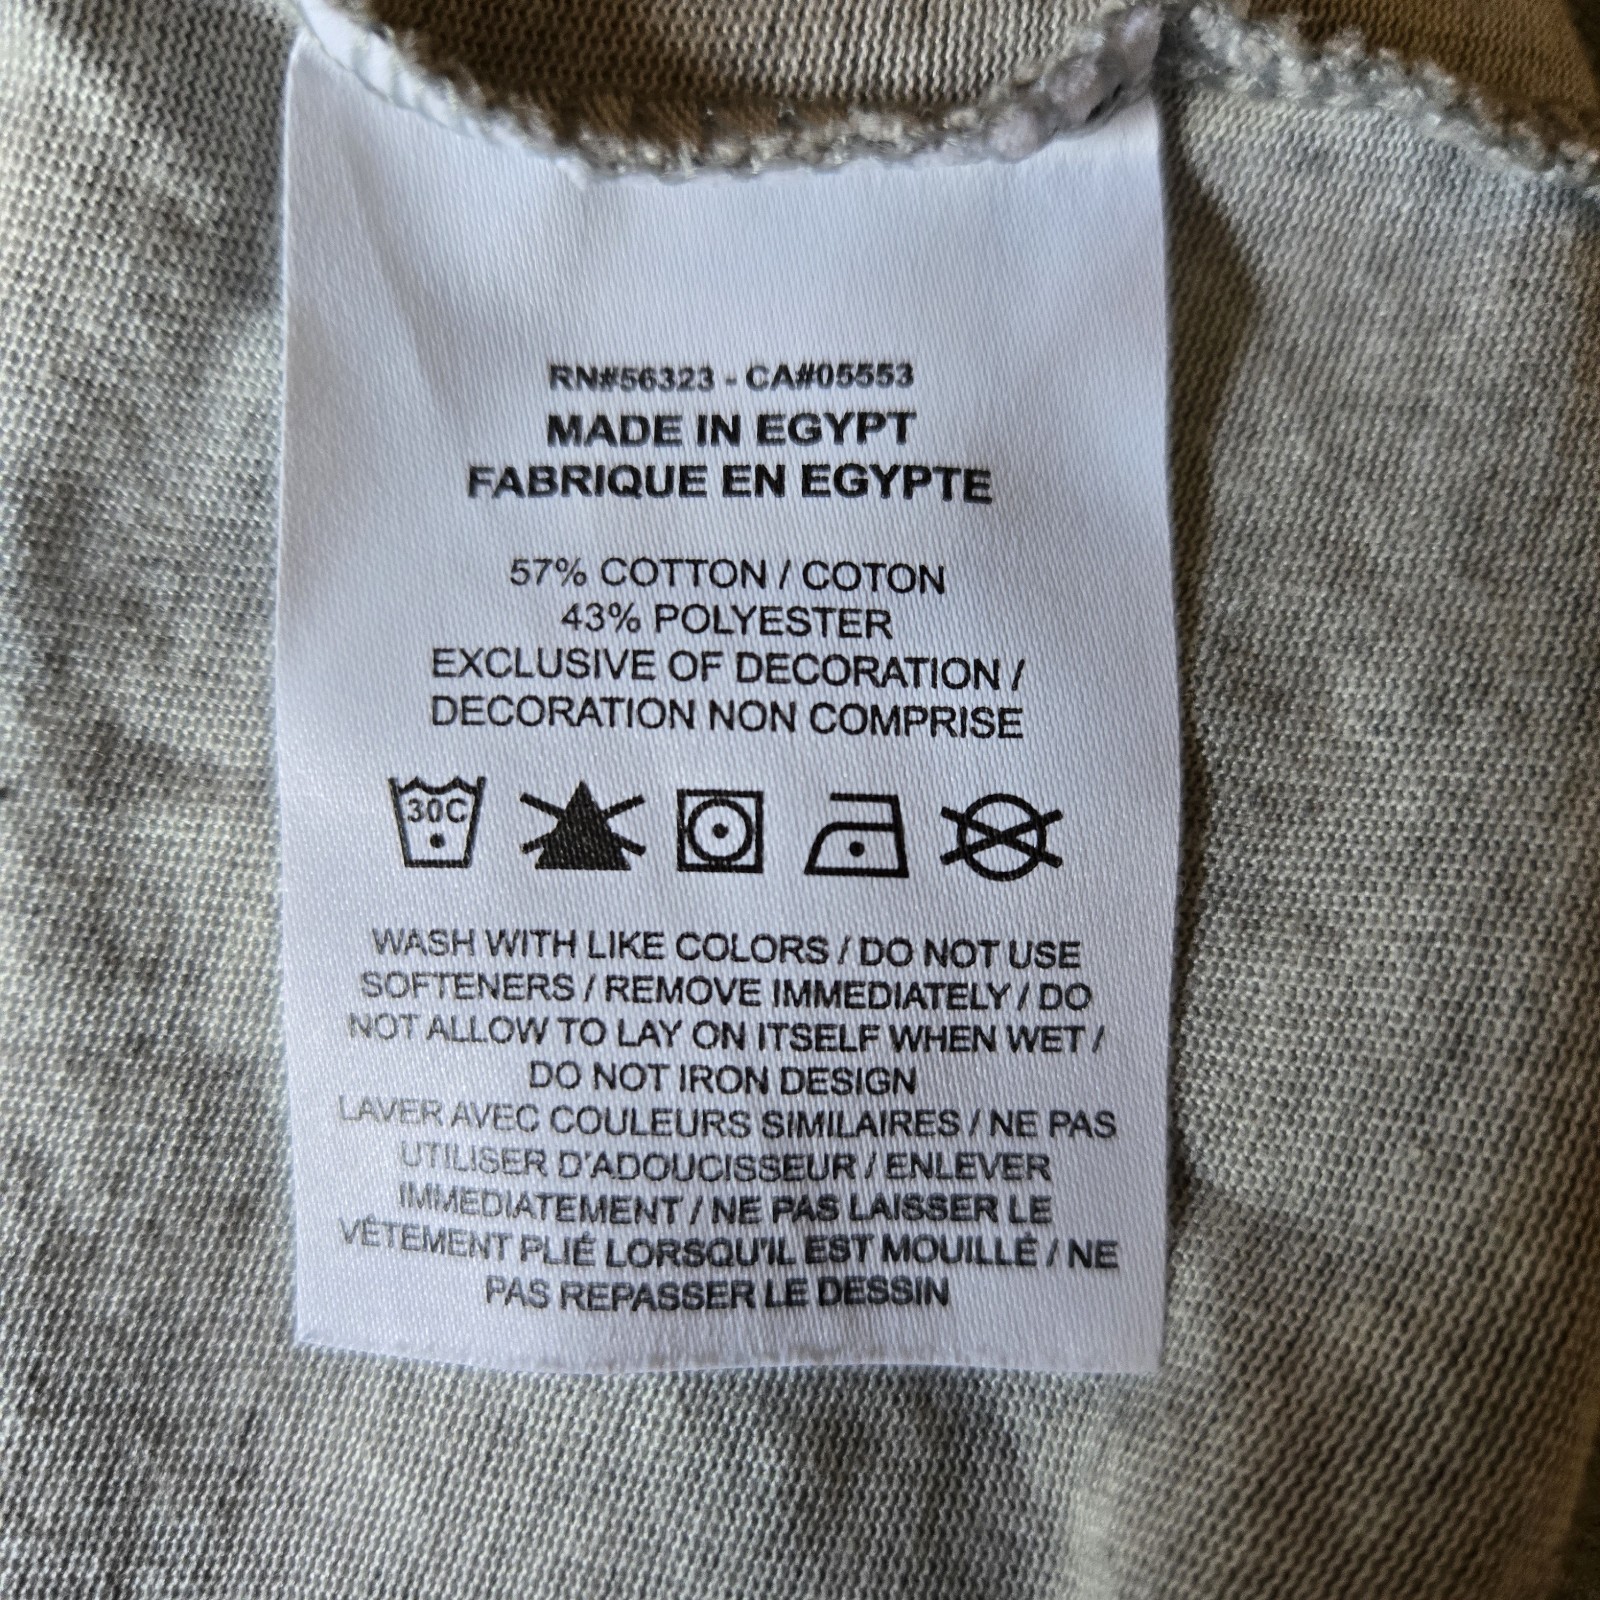 RN#56323 - CA#05553
MADE IN EGYPT
FABRIQUE EN EGYPTE
57% COTTON / COTON
43% POLYESTER
EXCLUSIVE OF DECORATION /
DECORATION NON COMPRISE
30C
WASH WITH LIKE COLORS / DO NOT USE
SOFTENERS / REMOVE IMMEDIATELY / DO
NOT ALLOW TO LAY ON ITSELF WHEN WET /
DO NOT IRON DESIGN
LAVER AVEC COULEURS SIMILAIRES / NE PAS
UTILISER D'ADOUCISSEUR / ENLEVER
IMMEDIATEMENT / NE PAS LAISSER LE
VÊTEMENT PLIÉ LORSQU'IL EST MOUILLÉ / NE
PAS REPASSER LE DESSIN